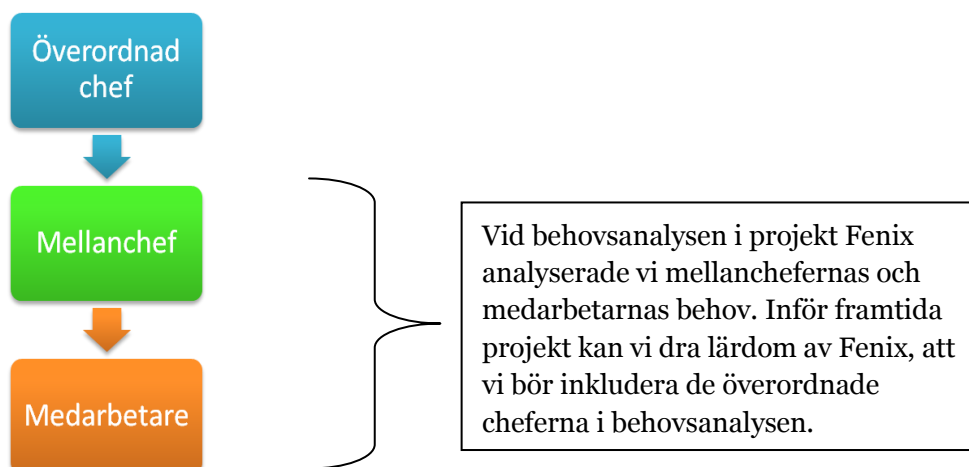 Överordnad
chef
Mellanchef
Medarbetare
Vid behovsanalysen i projekt Fenix
analyserade vi mellanchefernas och
medarbetarnas behov. Inför framtida
projekt kan vi dra lärdom av Fenix, att
vi bör inkludera de överordnade
cheferna i behovsanalysen.